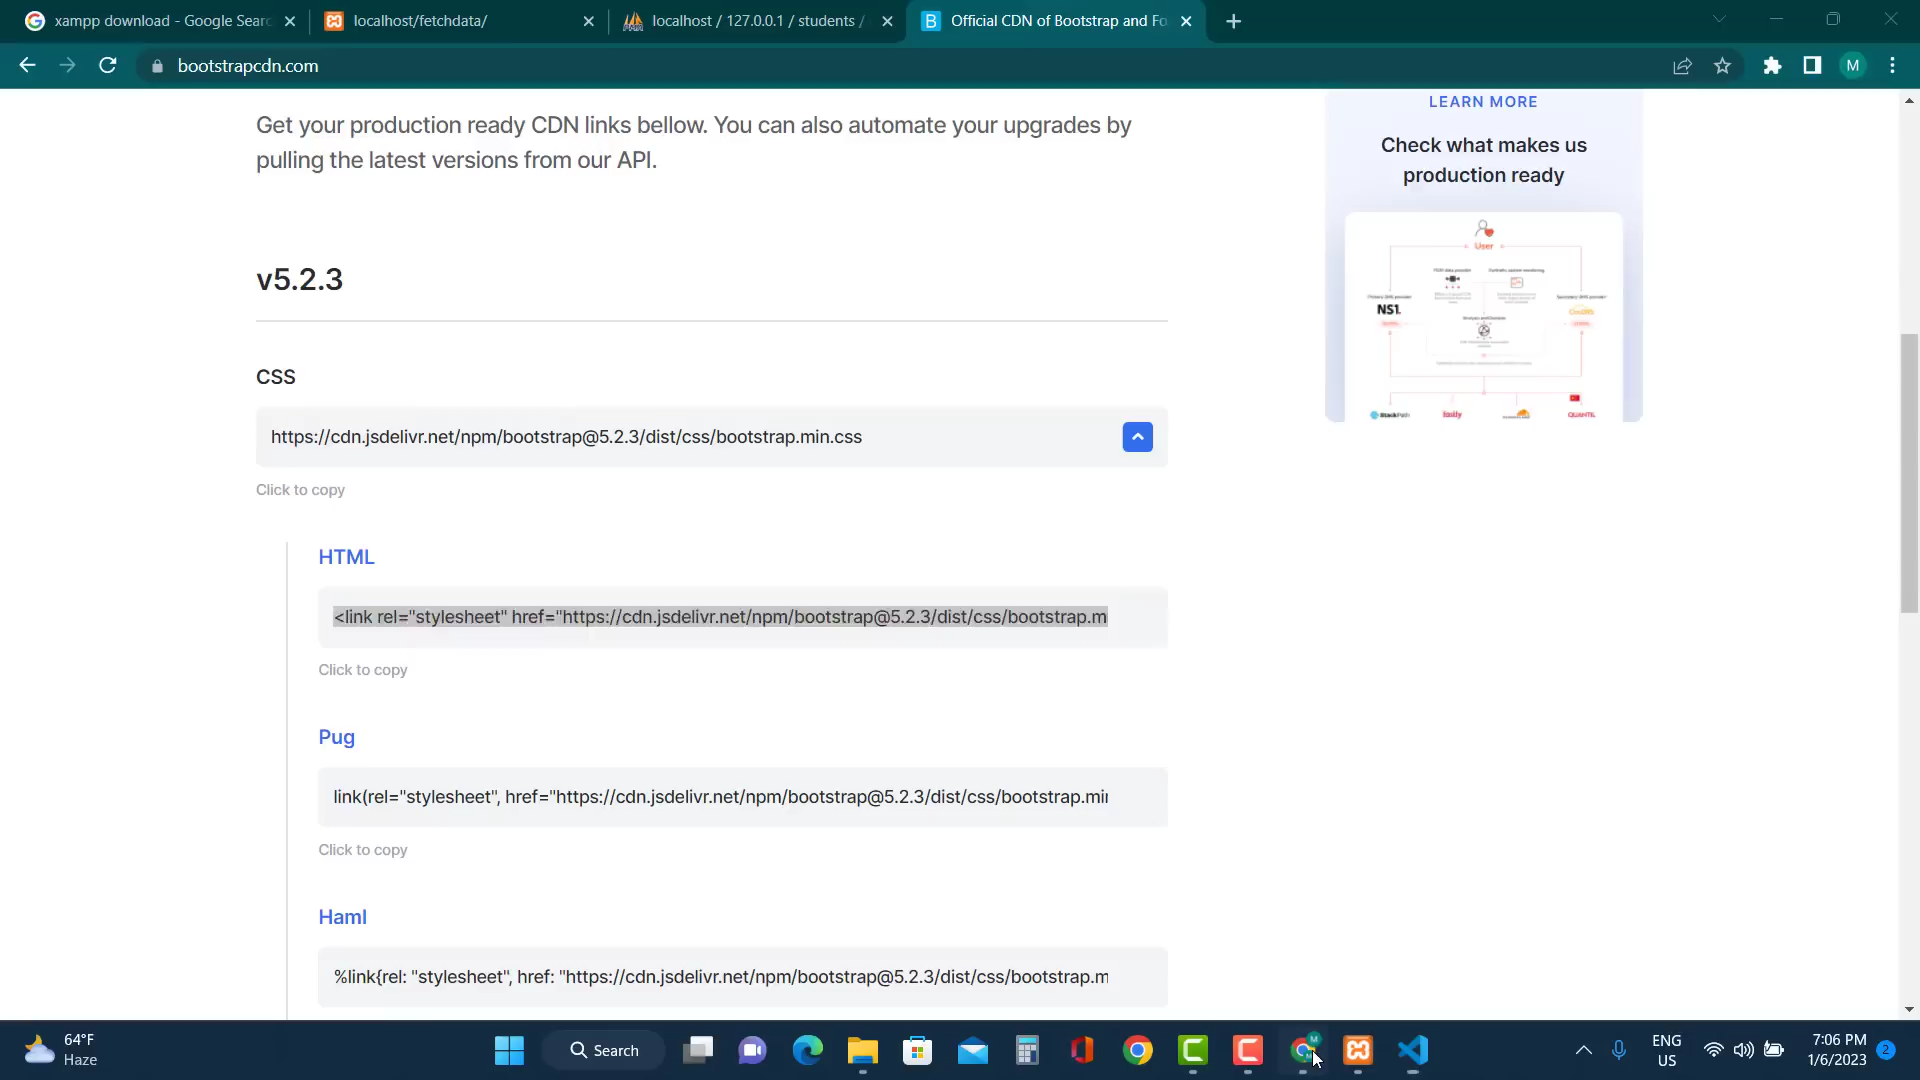 xampp download - Google Searc
localhost/fetchdata/
localhost / 127.0.0.1 / students /
Official CDN of Bootstrap and Fo
bootstrapcdn.com
M
Get your production ready CDN links bellow. You can also automate your upgrades by
pulling the latest versions from our API.
LEARN MORE
Check what makes us
production ready
User
NS1.
StackPath
fastly
QUANTIL
v5.2.3
CSS
https://cdn.jsdelivr.net/npm/bootstrap@5.2.3/dist/css/bootstrap.min.css
Click to copy
HTML
<link rel="stylesheet" href="https://cdn.jsdelivr.net/npm/bootstrap@5.2.3/dist/css/bootstrap.m
Click to copy
Pug
link(rel="stylesheet", href="https://cdn.jsdelivr.net/npm/bootstrap@5.2.3/dist/css/bootstrap.min
Click to copy
Haml
%link{rel: "stylesheet", href: "https://cdn.jsdelivr.net/npm/bootstrap@5.2.3/dist/css/bootstrap.m
64°F
Haze
Search
ENG
US
7:06 PM
1/6/2023
2